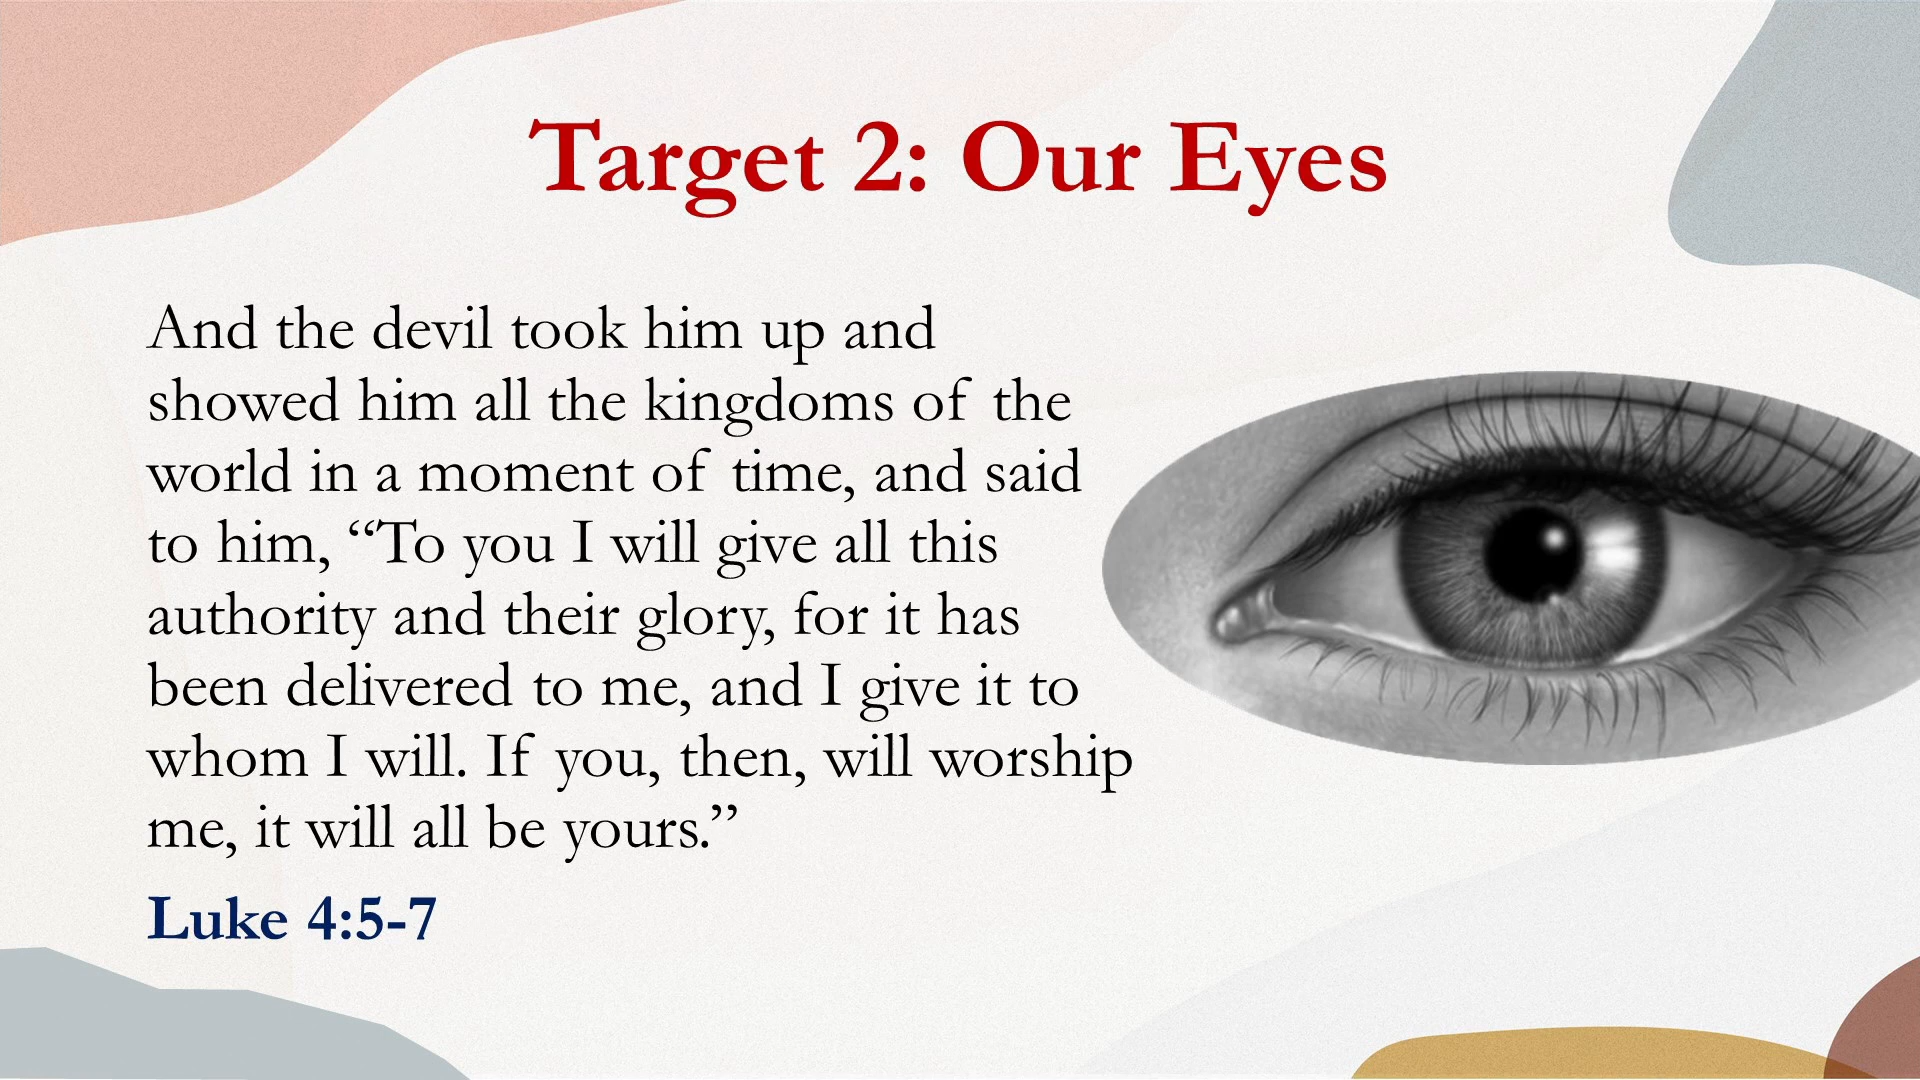 Target 2: Our Eyes
And the devil took him up and
showed him all the kingdoms of the
world in a moment of time, and said
to him, “To you I will give all this
authority and their glory, for it has
been delivered to me, and I give it to
whom I will. If you, then, will worship
me, it will all be yours.”
Luke 4:5-7